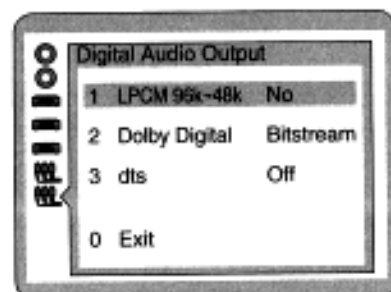 Digital Audio Output
1 LPCM 96k-48k No
2 Dolby Digital Bitstream
3 dts Off
0 Exit